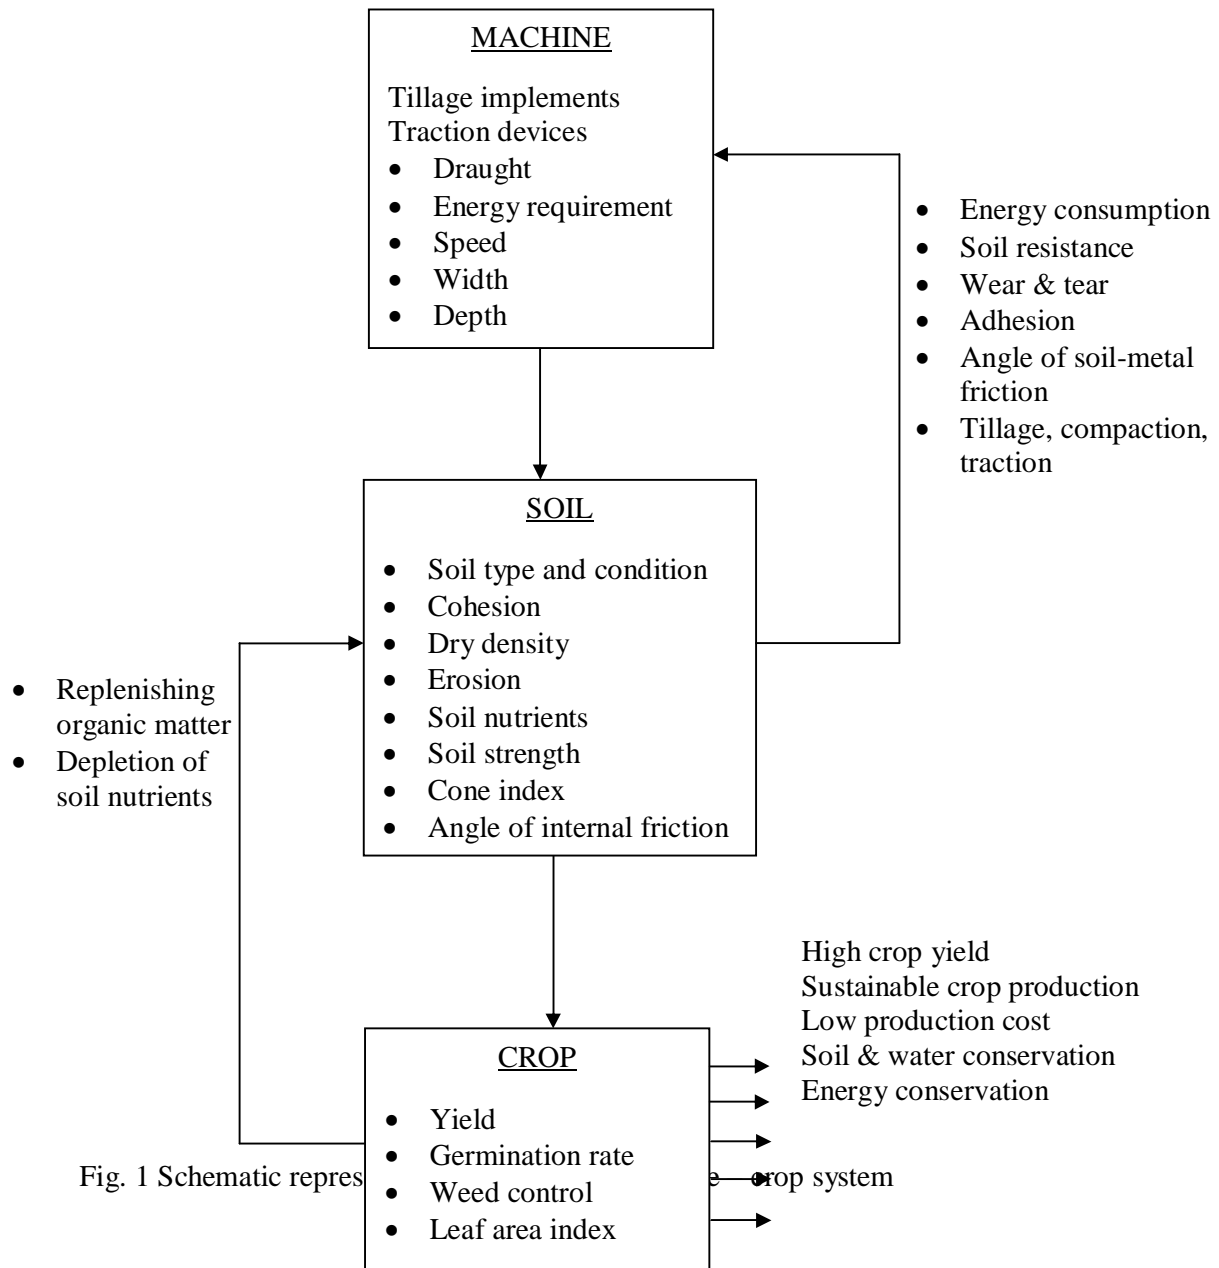 MACHINE
Tillage implements
Traction devices
• Draught
• Energy requirement
• Speed
• Width
• Depth
• Energy consumption
• Soil resistance
• Wear & tear
• Adhesion
• Angle of soil-metal
friction
• Tillage, compaction,
traction
SOIL
• Soil type and condition
• Cohesion
• Dry density
• Erosion
• Soil nutrients
• Soil strength
• Cone index
• Angle of internal friction
• Replenishing
organic matter
• Depletion of
soil nutrients
High crop yield
Sustainable crop production
Low production cost
Soil & water conservation
Energy conservation
CROP
• Yield
• Germination rate
• Weed control
• Leaf area index
Fig. 1 Schematic repres e crop system